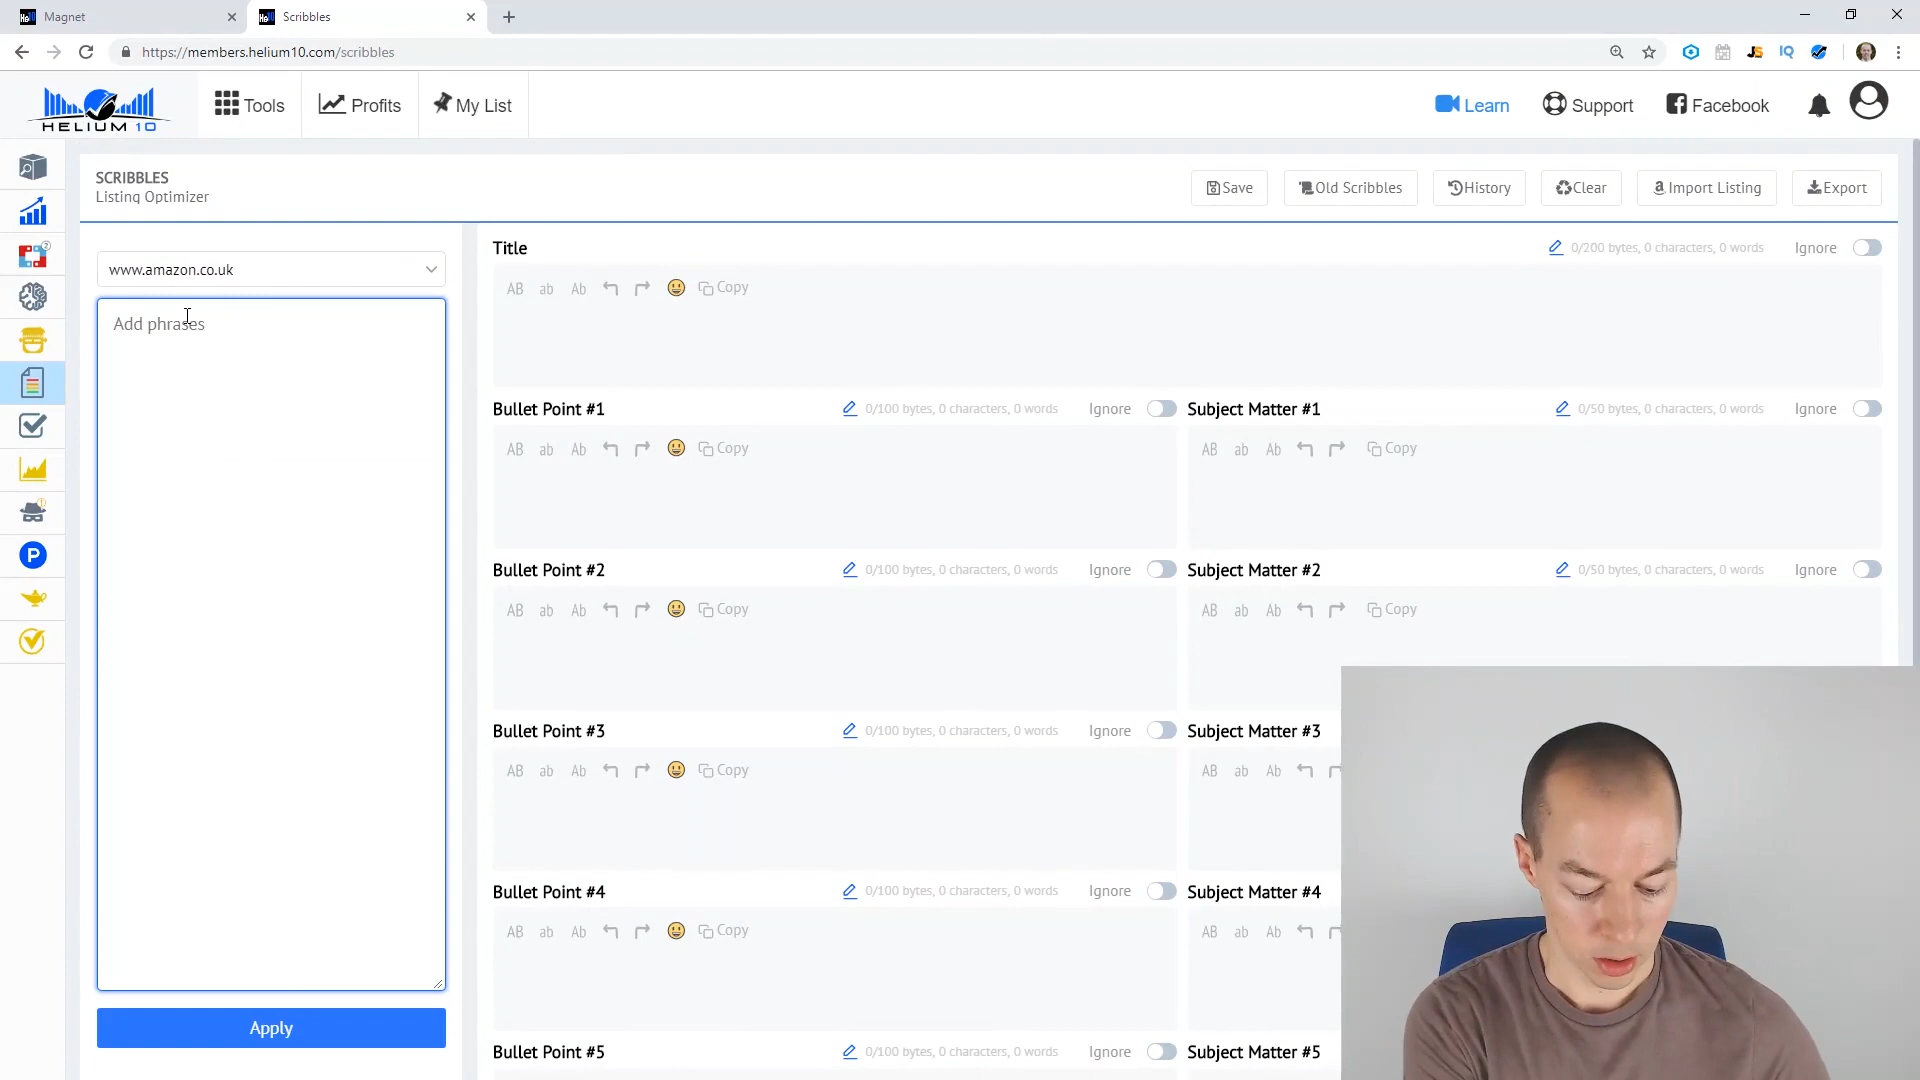 Magnet
Scribbles
https://members.helium10.com/scribbles
JS
IQ
HELIUM 10
Tools
Profits
My List
Learn
Support
Facebook
SCRIBBLES
Listing Optimizer
Save
Old Scribbles
History
Clear
Import Listing
Export
www.amazon.co.uk
Add phrases
Apply
Title
0/200 bytes, 0 characters, 0 words
Ignore
AB ab Ab Copy
Bullet Point #1
0/100 bytes, 0 characters, 0 words
Ignore
AB ab Ab Copy
Subject Matter #1
0/50 bytes, 0 characters, 0 words
Ignore
AB ab Ab Copy
Bullet Point #2
0/100 bytes, 0 characters, 0 words
Ignore
AB ab Ab Copy
Subject Matter #2
0/50 bytes, 0 characters, 0 words
Ignore
AB ab Ab Copy
Bullet Point #3
0/100 bytes, 0 characters, 0 words
Ignore
AB ab Ab Copy
Subject Matter #3
AB ab Ab
Bullet Point #4
0/100 bytes, 0 characters, 0 words
Ignore
AB ab Ab Copy
Subject Matter #4
AB ab Ab
Bullet Point #5
0/100 bytes, 0 characters, 0 words
Ignore
Subject Matter #5
2
P